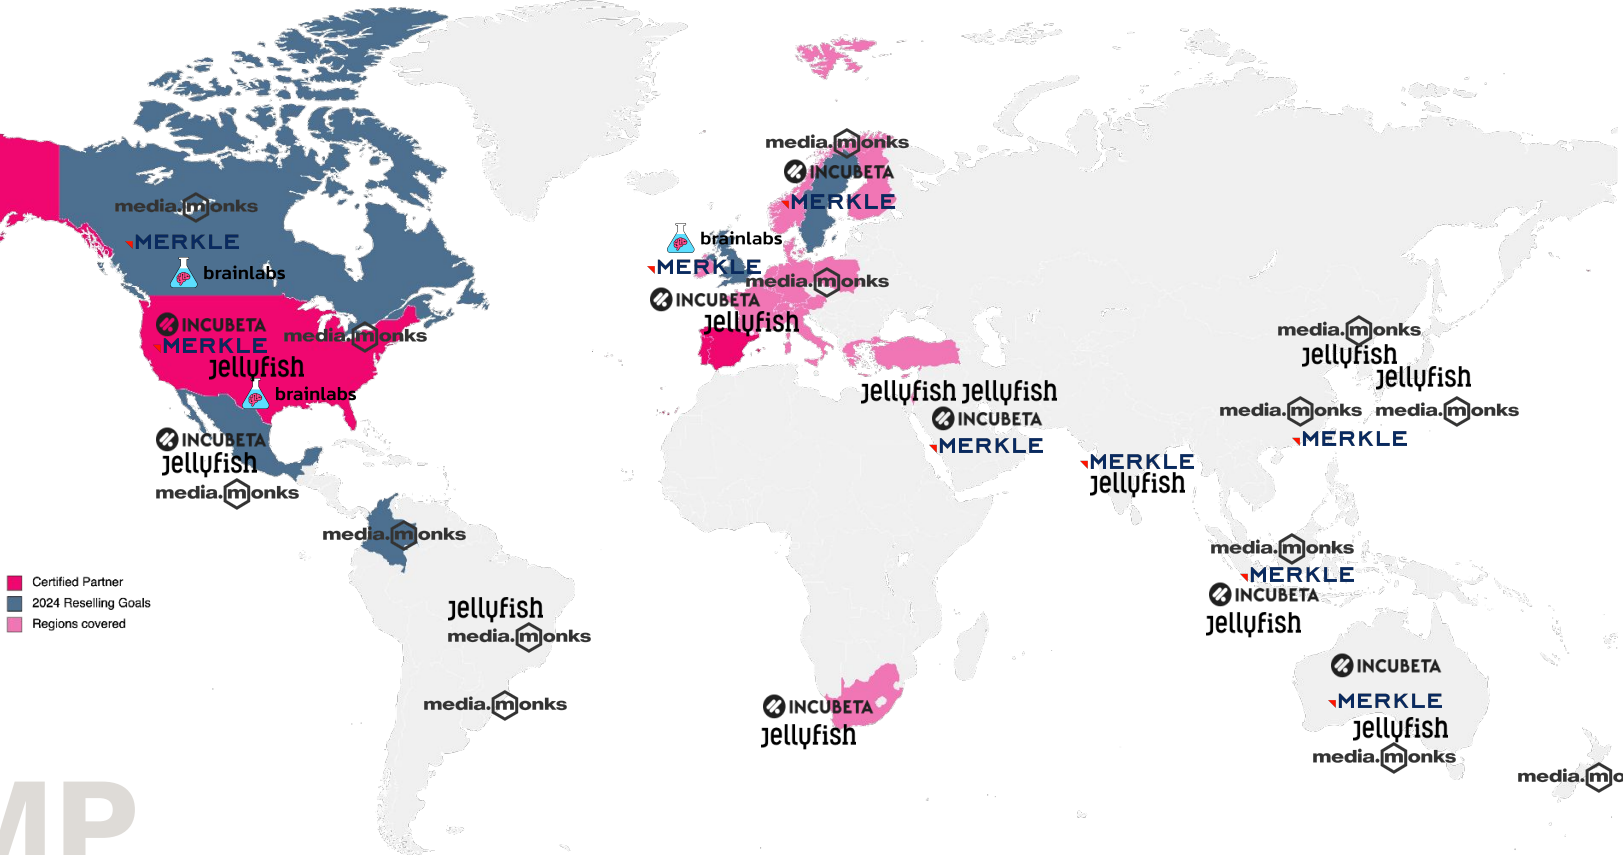 media.monks
INCUBETA
MERKLE
media.monks
MERKLE
brainlabs
brainlabs
MERKLE
media.monks
INCUBETA
jellyfish
INCUBETA
media.monks
MERKLE
jellyfish
brainlabs
media.monks
jellyfish
jellyfish
jellyfish jellyfish
INCUBETA
MERKLE
media.monks media.monks
MERKLE
INCUBETA
jellyfish
media.monks
MERKLE
jellyfish
media.monks
media.monks
MERKLE
INCUBETA
jellyfish
Certified Partner
2024 Reselling Goals
Regions covered
jellyfish
media.monks
media.monks
INCUBETA
jellyfish
INCUBETA
MERKLE
jellyfish
media.monks
media.mo
MP